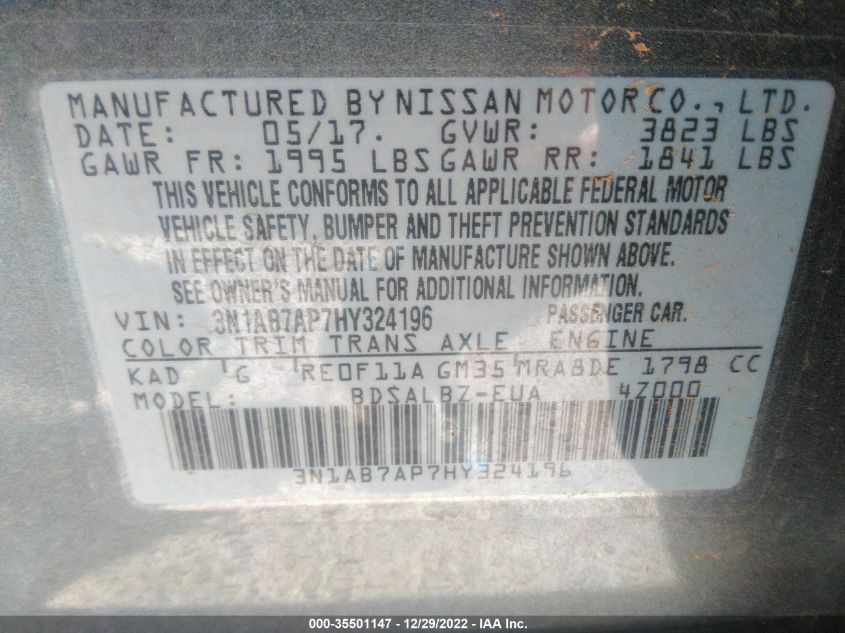 MANUFACTURED BY NISSAN MOTOR CO., LTD.
DATE: 05/17. GVWR: 3823 LBS
GAWR FR: 1995 LBS GAWR RR: 1841 LBS
THIS VEHICLE CONFORMS TO ALL APPLICABLE FEDERAL MOTOR
VEHICLE SAFETY, BUMPER AND THEFT PREVENTION STANDARDS
IN EFFECT ON THE DATE OF MANUFACTURE SHOWN ABOVE.
SEE OWNER'S MANUAL FOR ADDITIONAL INFORMATION.
VIN: 3N1AB7AP7HY324196 PASSENGER CAR.
COLOR TRIM TRANS AXLE ENGINE
KAD G RE0F11A GM35 MRA8DE 1798 CC
MODEL: BDSALBZ-EUA 4Z000
3N1AB7AP7HY324196
000-35501147 - 12/29/2022 - IAA Inc.